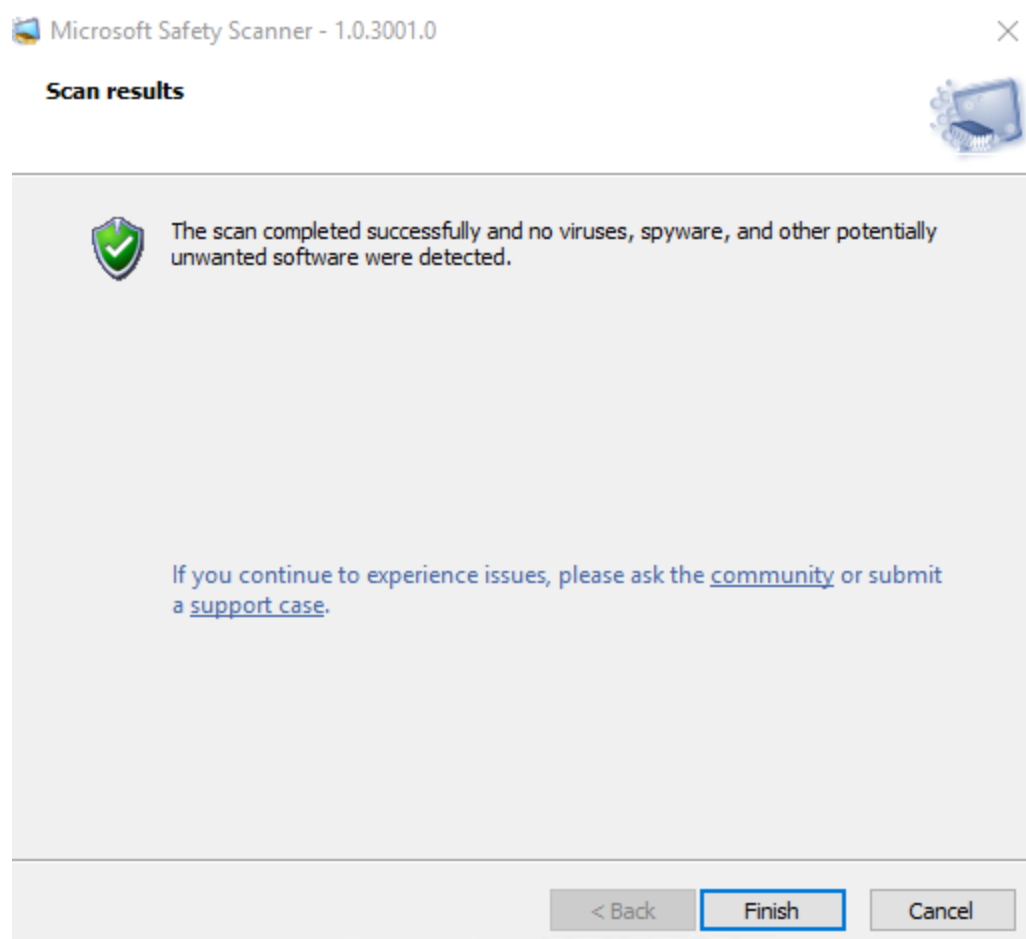 Microsoft Safety Scanner - 1.0.3001.0
Scan results
The scan completed successfully and no viruses, spyware, and other potentially
unwanted software were detected.
If you continue to experience issues, please ask the community or submit
a support case.
< Back
Finish
Cancel